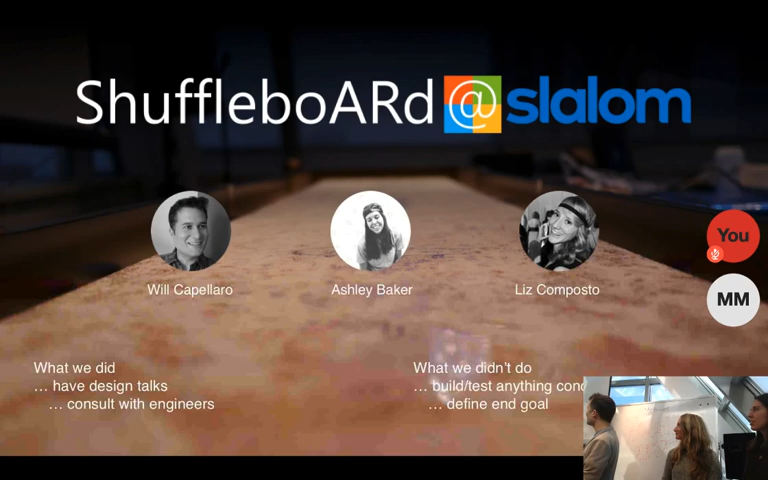 ShuffleboARd@slalom
Will Capellaro
Ashley Baker
Liz Composto
You
MM
What we did
... have design talks
... consult with engineers
What we didn't do
... build/test anything
... define end goal